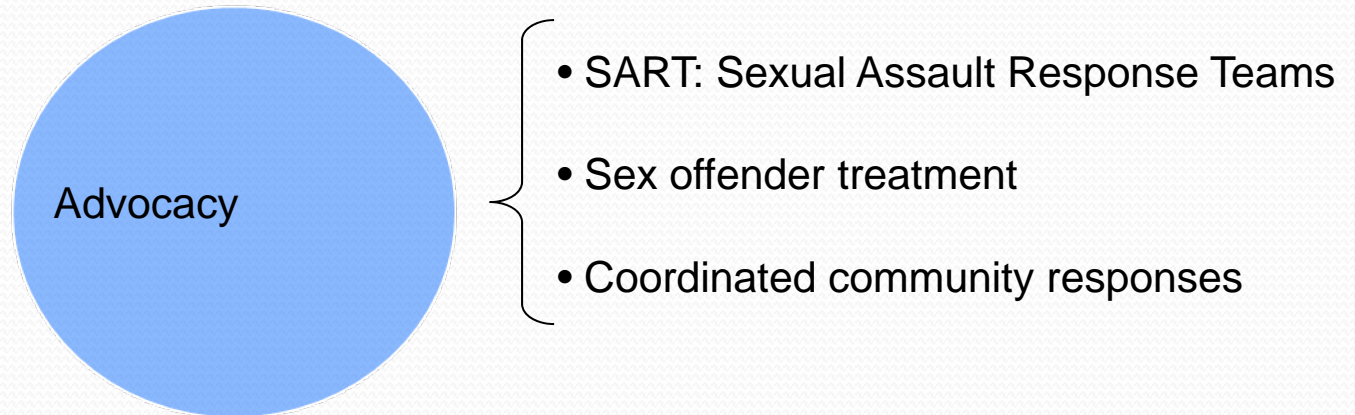 • SART: Sexual Assault Response Teams
• Sex offender treatment
Advocacy
• Coordinated community responses